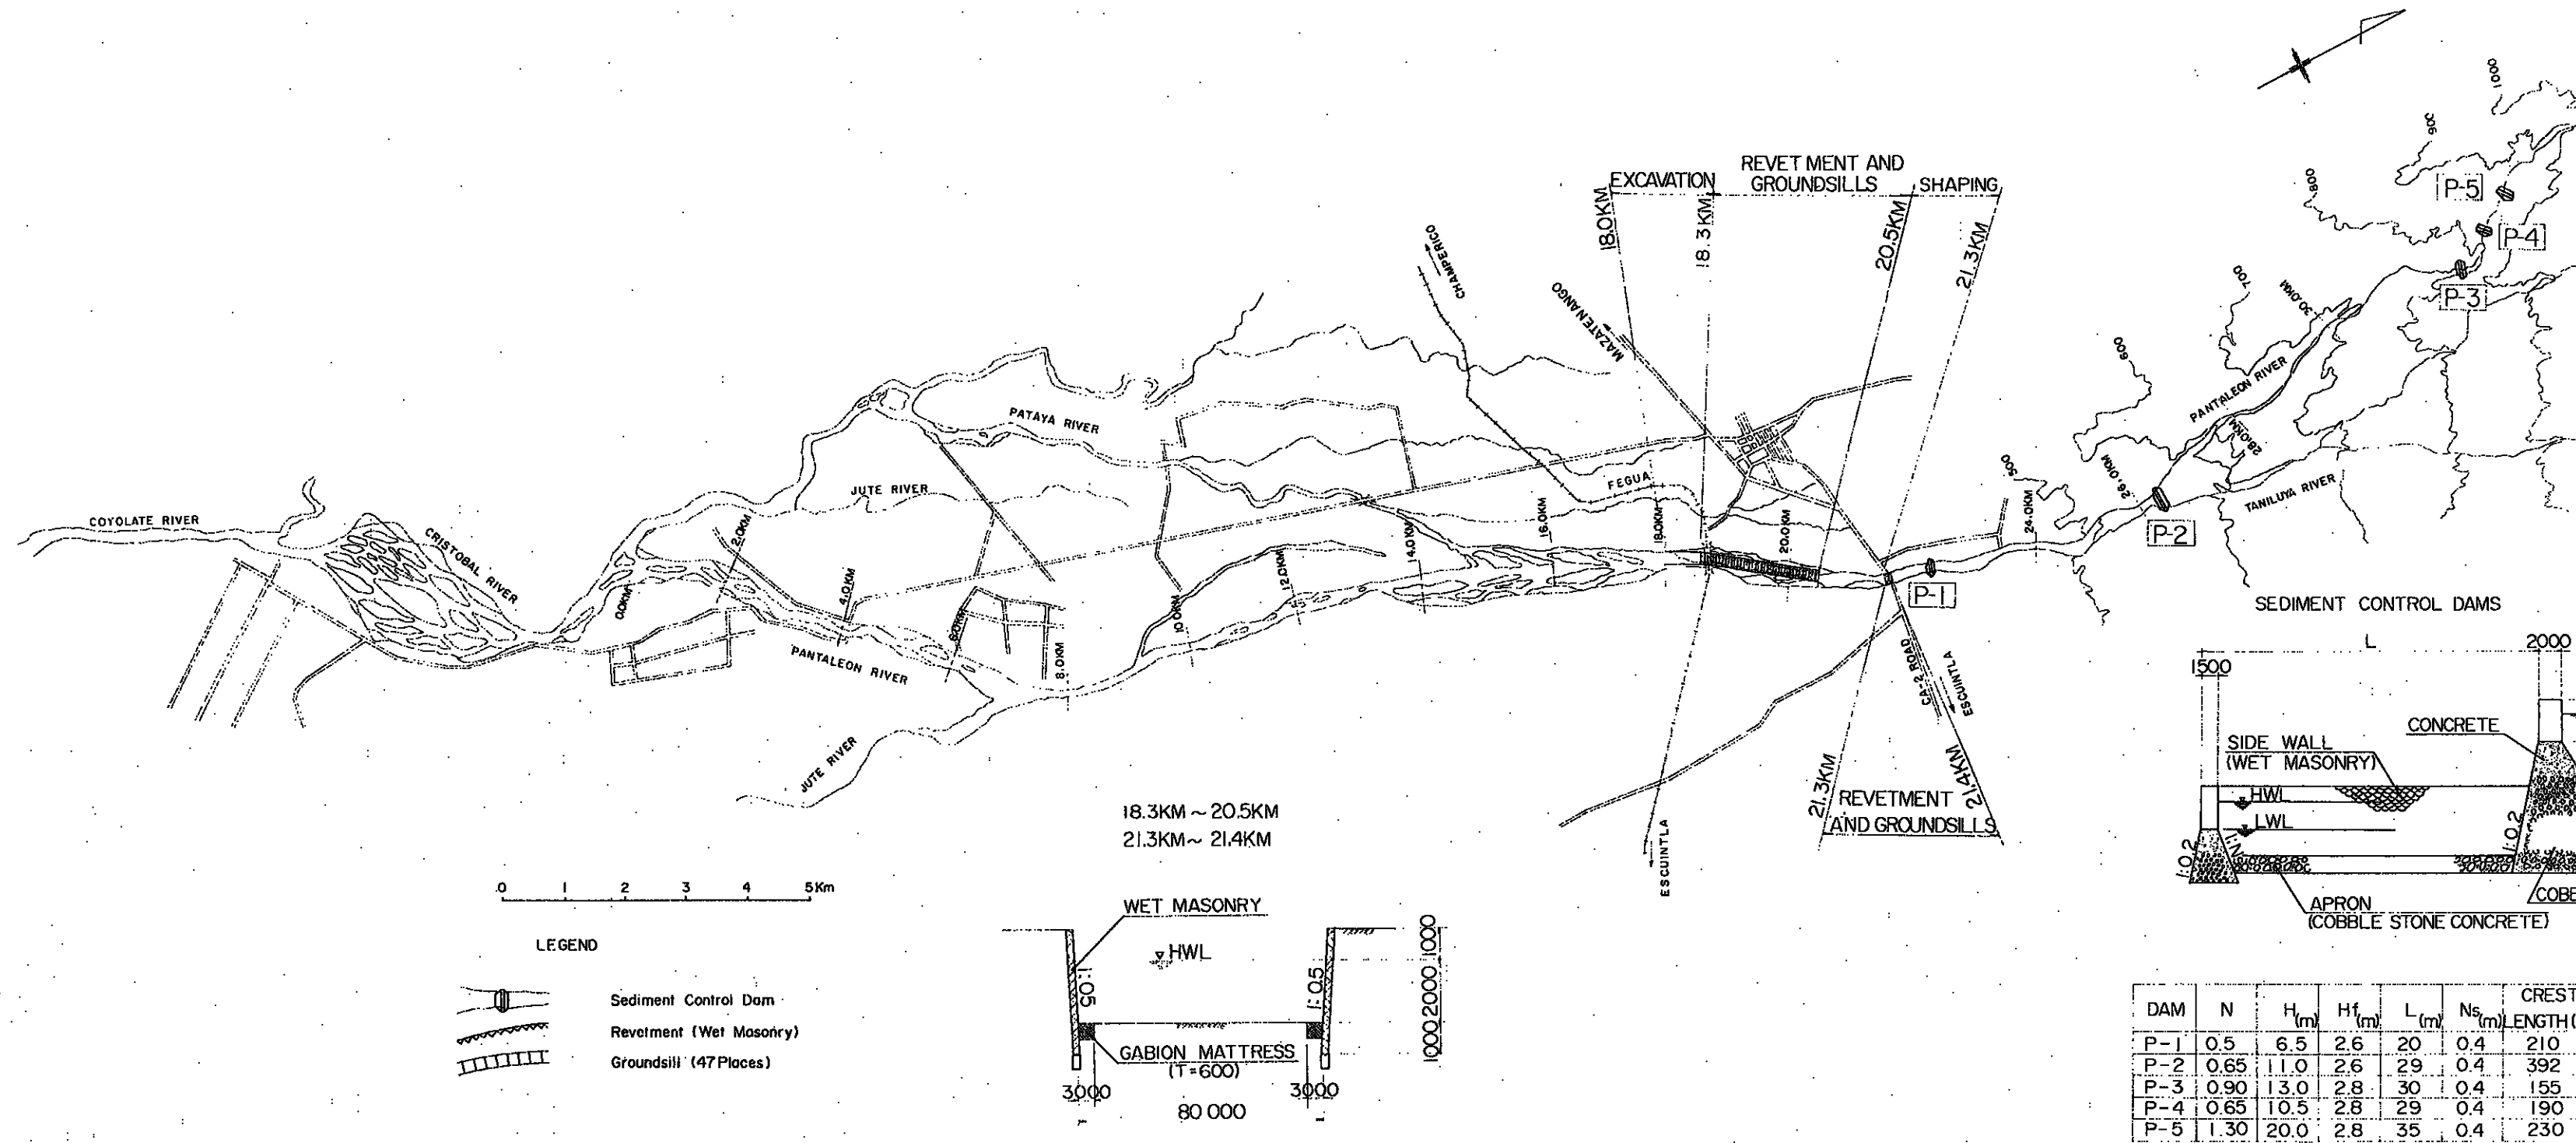 1000
900
800
P-5
P-4
P-3
700
30.0KM
REVETMENT AND
EXCAVATION
GROUNDSILLS
SHAPING
18.0KM
18.3KM
20.5KM
21.3KM
CHAMPERICO
MAZATENANGO
600
PANTALEON RIVER
28.0KM
PATAYA RIVER
500
26.0KM
TANILUYA RIVER
P-2
FEGUA
JUTE RIVER
COYOLATE RIVER
CRISTOBAL RIVER
0.0KM
2.0KM
4.0KM
6.0KM
8.0KM
10.0KM
12.0KM
14.0KM
16.0KM
18.0KM
20.0KM
24.0KM
P-1
PANTALEON RIVER
JUTE RIVER
CA-2 ROAD
ESCUINTLA
21.3KM
21.4KM
REVETMENT
AND GROUNDSILLS
ESCUINTLA
SEDIMENT CONTROL DAMS
L
2000
1500
CONCRETE
SIDE WALL
(WET MASONRY)
HWL
LWL
1:0.2
1:N
1:0.2
APRON
(COBBLE STONE CONCRETE)
COBB
18.3KM ~ 20.5KM
21.3KM ~ 21.4KM
0 1 2 3 4 5Km
LEGEND
Sediment Control Dam
Revetment (Wet Masonry)
Groundsill (47 Places)
WET MASONRY
HWL
1:0.5
1:0.5
1000
2000
1000
GABION MATTRESS
(T=600)
3000
3000
80 000
DAM N H(m) Hf(m) L(m) Ns(m) CREST LENGTH(
P-1 0.5 6.5 2.6 20 0.4 210
P-2 0.65 11.0 2.6 29 0.4 392
P-3 0.90 13.0 2.8 30 0.4 155
P-4 0.65 10.5 2.8 29 0.4 190
P-5 1.30 20.0 2.8 35 0.4 230